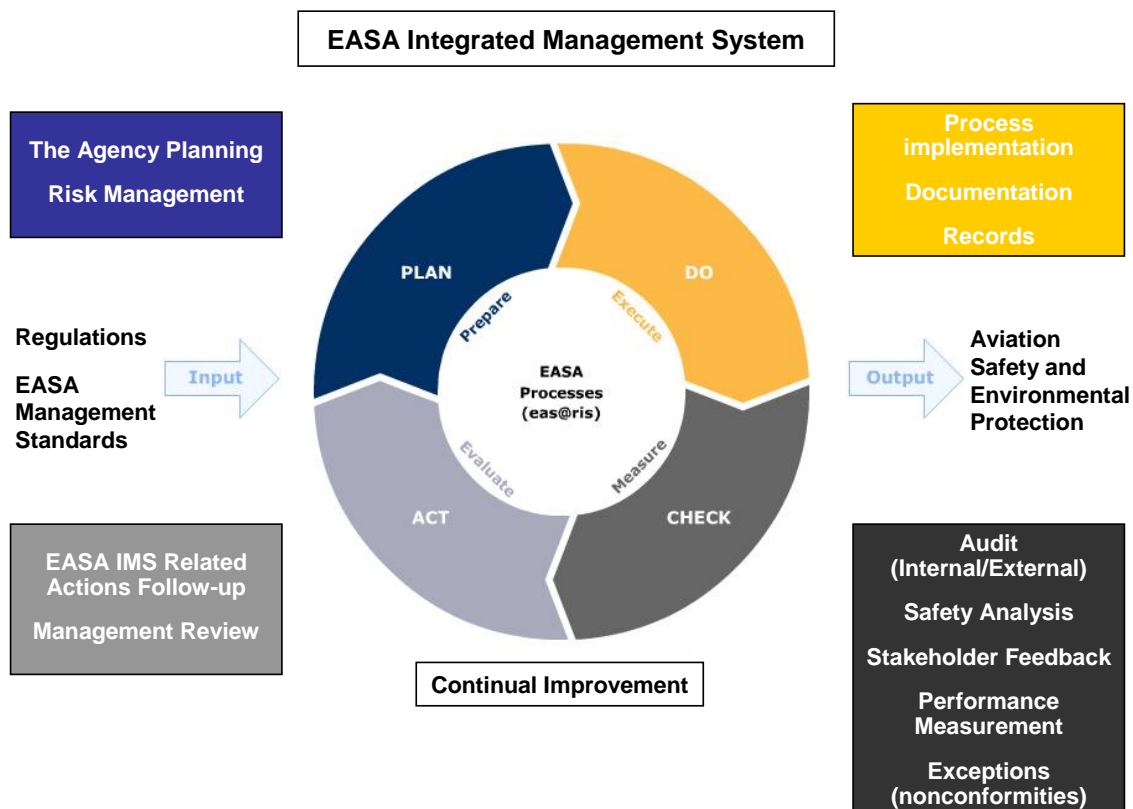 EASA Integrated Management System
The Agency Planning
Risk Management
Process
implementation
Documentation
Records
PLAN
DO
Prepare
Execute
Regulations
EASA
Management
Standards
Input
EASA
Processes
(eas@ris)
Output
Aviation
Safety and
Environmental
Protection
Evaluate
Measure
ACT
CHECK
EASA IMS Related
Actions Follow-up
Management Review
Audit
(Internal/External)
Safety Analysis
Stakeholder Feedback
Performance
Measurement
Exceptions
(nonconformities)
Continual Improvement